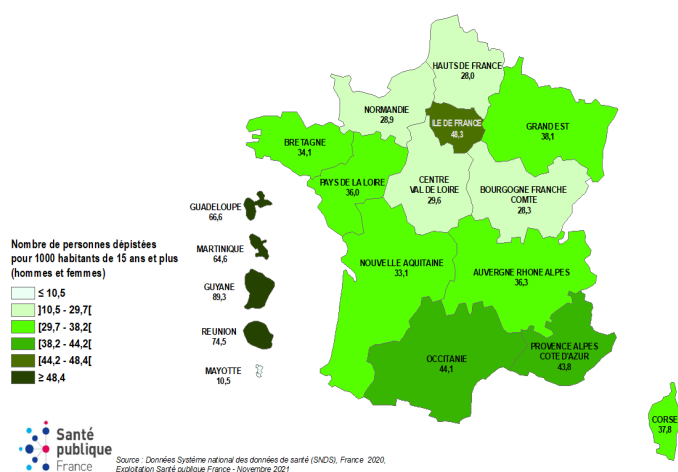 HAUTS DE FRANCE
28,0
NORMANDIE
28,9
ILE DE FRANCE
48,3
GRAND EST
38,1
BRETAGNE
34,1
PAYS DE LA LOIRE
36,0
CENTRE
VAL DE LOIRE
29,6
BOURGOGNE FRANCHE
COMTE
28,3
GUADELOUPE
66,6
MARTINIQUE
64,6
GUYANE
89,3
REUNION
74,5
MAYOTTE
10,5
NOUVELLE AQUITAINE
33,1
AUVERGNE RHONE ALPES
36,3
OCCITANIE
44,1
PROVENCE ALPES
COTE D'AZUR
43,8
CORSE
37,8
Nombre de personnes dépistées
pour 1000 habitants de 15 ans et plus
(hommes et femmes)
≤ 10,5
]10,5 - 29,7[
[29,7 - 38,2[
[38,2 - 44,2[
[44,2 - 48,4[
≥ 48,4
Santé
publique
France
Source : Données Système national des données de santé (SNDS), France 2020,
Exploitation Santé publique France - Novembre 2021